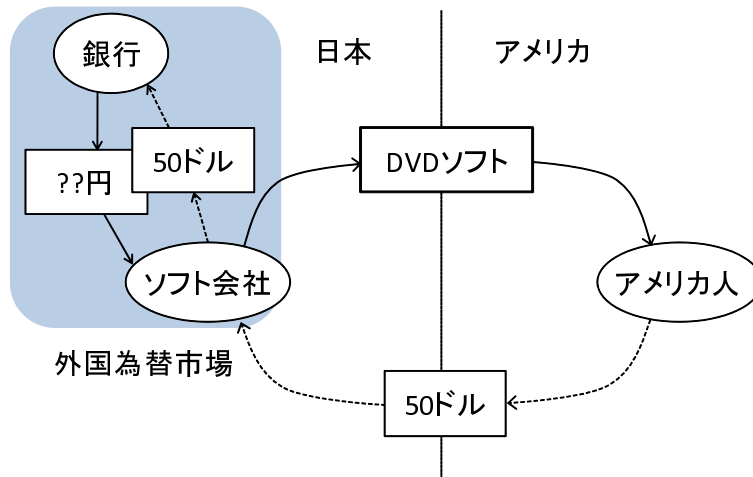 銀行
日本
アメリカ
50ドル
DVDソフト
??円
ソフト会社
アメリカ人
外国為替市場
50ドル